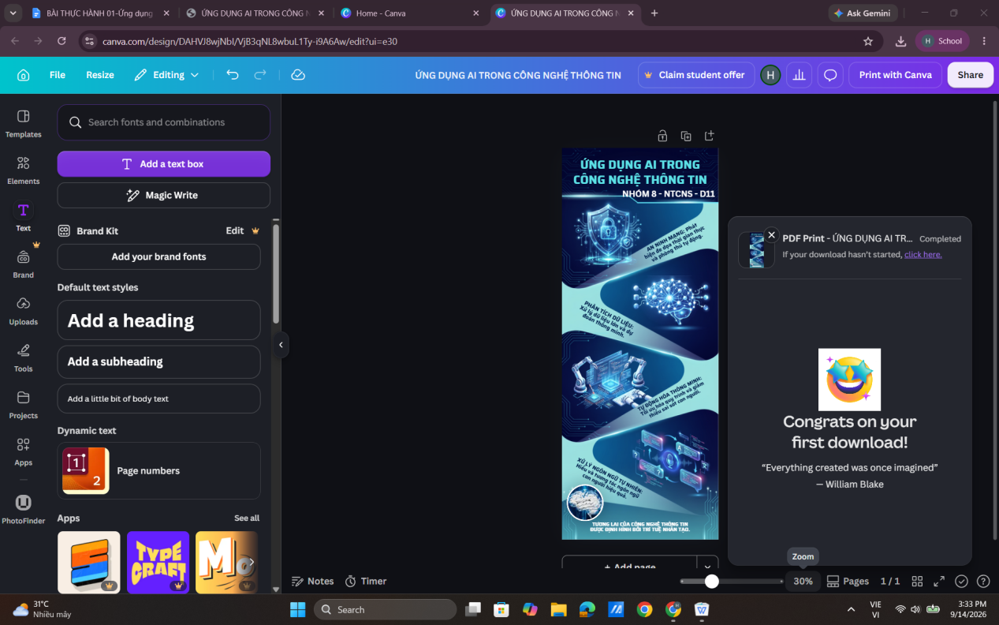 BÀI THỰC HÀNH 01-Ứng dụng
ỨNG DỤNG AI TRONG CÔNG N
Home - Canva
ỨNG DỤNG AI TRONG CÔNG N
Ask Gemini
canva.com/design/DAHVJ8wjNbI/VjB3qNL8wbuL1Ty-i9A6Aw/edit?ui=e30
H
School
File
Resize
Editing
ỨNG DỤNG AI TRONG CÔNG NGHỆ THÔNG TIN
Claim student offer
H
Print with Canva
Share
Templates
Elements
Text
Brand
Uploads
Tools
Projects
Apps
PhotoFinder
Search fonts and combinations
Add a text box
Magic Write
Brand Kit
Edit
Add your brand fonts
Default text styles
Add a heading
Add a subheading
Add a little bit of body text
Dynamic text
1
2
Page numbers
Apps
See all
TYPE
CRAFT
ỨNG DỤNG AI TRONG
CÔNG NGHỆ THÔNG TIN
NHÓM 8 - NTCNS - D11
AN NINH MẠNG: Phát
hiện đe dọa thời gian thực
và phòng thủ tự động.
PHÂN TÍCH DỮ LIỆU:
Xử lý dữ liệu lớn và dự
đoán thông minh.
TỰ ĐỘNG HÓA THÔNG MINH:
Tối ưu hóa quy trình và giảm
thiểu sai sót con người.
XỬ LÝ NGÔN NGỮ TỰ NHIÊN:
Hiểu và tương tác ngôn ngữ
con người hiệu quả.
TƯƠNG LAI CỦA CÔNG NGHỆ THÔNG TIN
ĐƯỢC ĐỊNH HÌNH BỞI TRÍ TUỆ NHÂN TẠO.
+ Add page
PDF Print - ỨNG DỤNG AI TR...
Completed
If your download hasn't started, click here.
Congrats on your
first download!
“Everything created was once imagined”
— William Blake
Zoom
Notes
Timer
30%
Pages
1 / 1
31°C
Nhiều mây
Search
VIE
VI
3:33 PM
9/14/2026